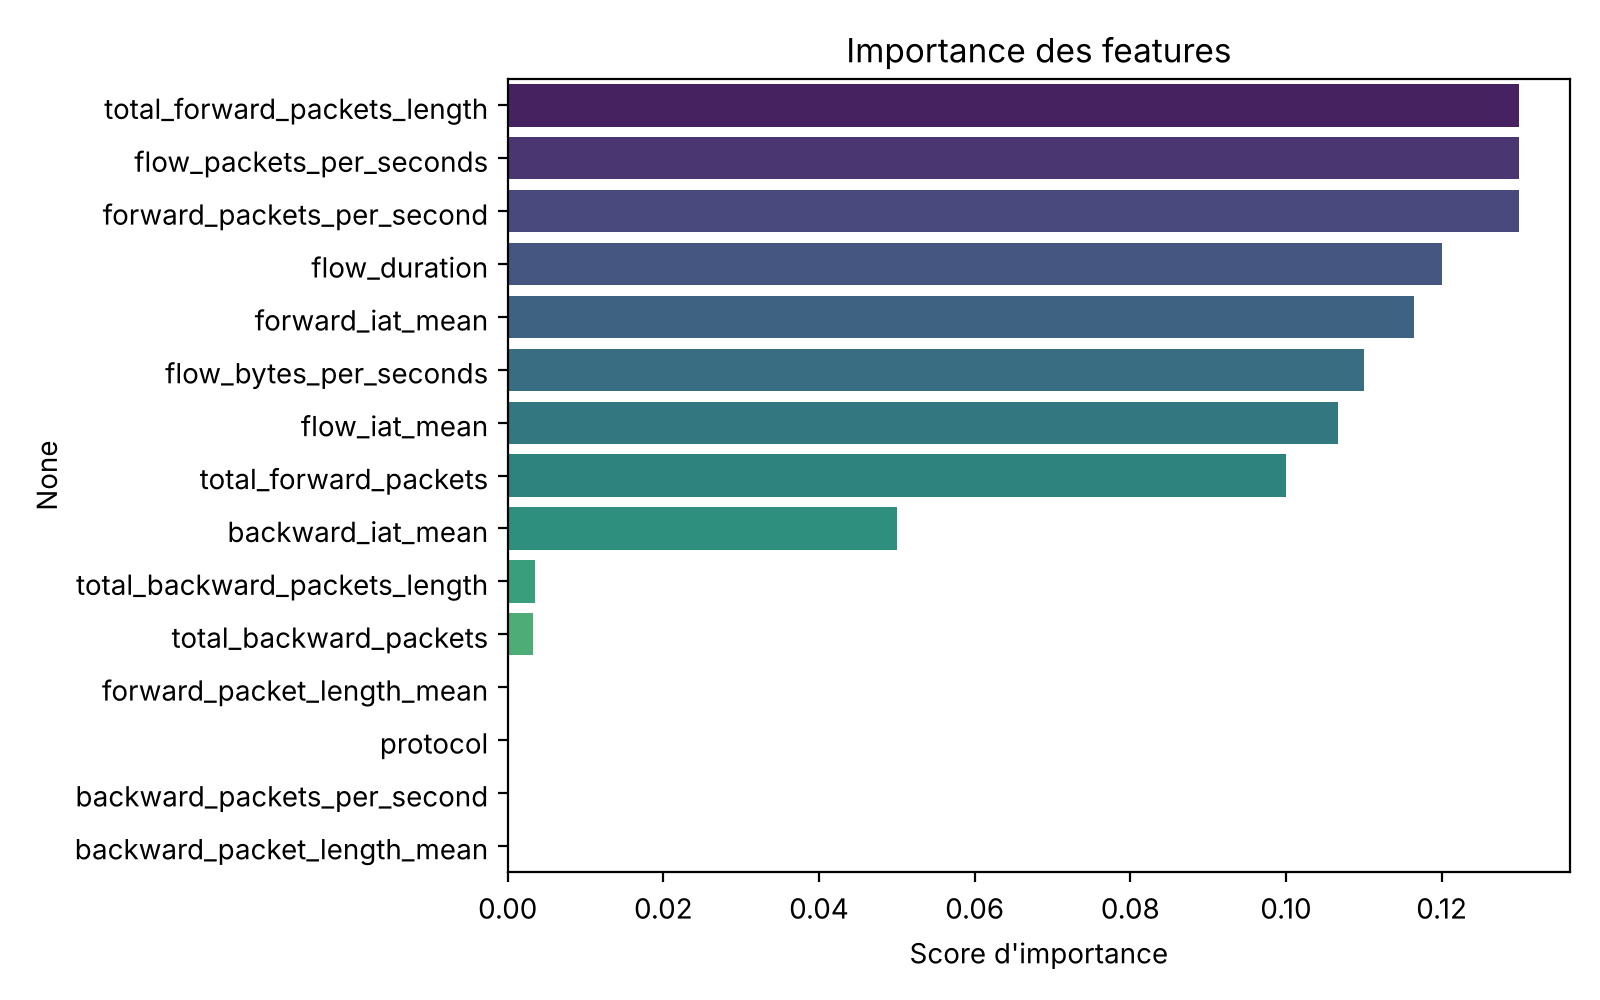 Importance des features
total_forward_packets_length
flow_packets_per_seconds
forward_packets_per_second
flow_duration
forward_iat_mean
flow_bytes_per_seconds
flow_iat_mean
total_forward_packets
backward_iat_mean
total_backward_packets_length
total_backward_packets
forward_packet_length_mean
protocol
backward_packets_per_second
backward_packet_length_mean
None
0.00 0.02 0.04 0.06 0.08 0.10 0.12
Score d'importance